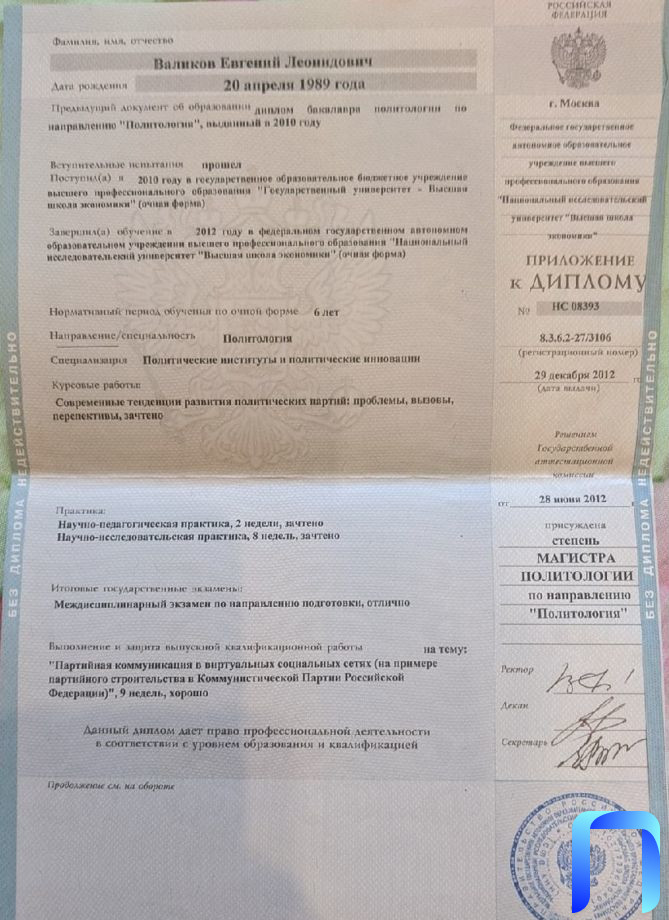 Фамилия, имя, отчество
Валиков Евгений Леонидович
Дата рождения 20 апреля 1989 года
Предыдущий документ об образовании диплом бакалавра политологии по
направлению "Политология", выданный в 2010 году
Вступительные испытания прошел
Поступил(а) в 2010 году в государственное образовательное бюджетное учреждение
высшего профессионального образования "Государственный университет - Высшая
школа экономики" (очная форма)
Завершил(а) обучение в 2012 году в федеральном государственном автономном
образовательном учреждении высшего профессионального образования "Национальный
исследовательский университет "Высшая школа экономики" (очная форма)
Нормативный период обучения по очной форме 6 лет
Направление/специальность Политология
Специализация Политические институты и политические инновации
Курсовые работы:
Современные тенденции развития политических партий: проблемы, вызовы,
перспективы, зачтено
Практика:
Научно-педагогическая практика, 2 недели, зачтено
Научно-исследовательская практика, 8 недель, зачтено
Итоговые государственные экзамены:
Междисциплинарный экзамен по направлению подготовки, отлично
Выполнение и защита выпускной квалификационной работы на тему:
"Партийная коммуникация в виртуальных социальных сетях (на примере
партийного строительства в Коммунистической Партии Российской
Федерации)", 9 недель, хорошо
Данный диплом дает право профессиональной деятельности
в соответствии с уровнем образования и квалификацией
Продолжение см. на обороте
РОССИЙСКАЯ
ФЕДЕРАЦИЯ
г. Москва
Федеральное государственное
автономное образовательное
учреждение высшего
профессионального образования
"Национальный исследовательский
университет "Высшая школа
экономики"
ПРИЛОЖЕНИЕ
к ДИПЛОМУ
№ НС 08393
8.3.6.2-27/3106
(регистрационный номер)
29 декабря 2012 г
(дата выдачи)
Решением
Государственной
аттестационной
комиссии
от 28 июня 2012
присуждена
степень
МАГИСТРА
ПОЛИТОЛОГИИ
по направлению
"Политология"
Ректор
Декан
Секретарь
БЕЗ ДИПЛОМА НЕДЕЙСТВИТЕЛЬНО
БЕЗ ДИПЛОМА НЕДЕЙСТВИТЕЛЬНО